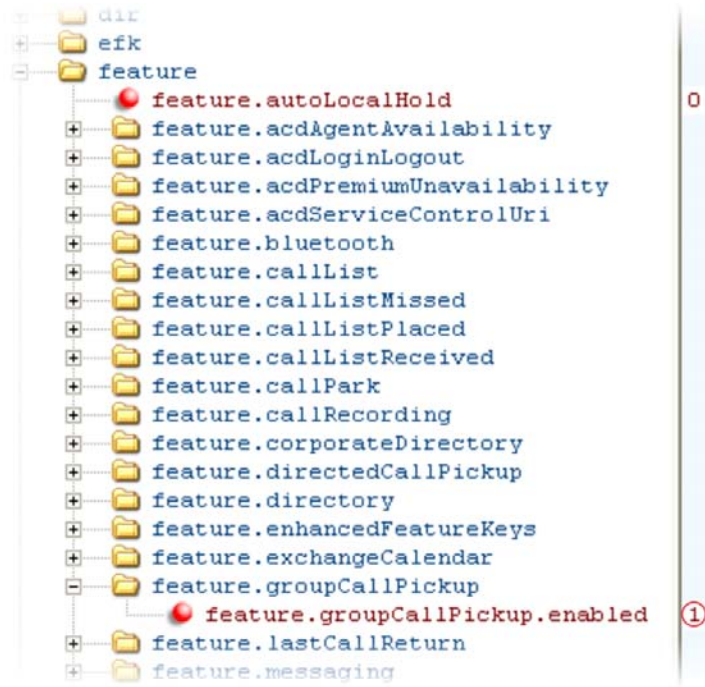 dir
efk
feature
feature.autoLocalHold 0
feature.acdAgentAvailability
feature.acdLoginLogout
feature.acdPremiumUnavailability
feature.acdServiceControlUri
feature.bluetooth
feature.callList
feature.callListMissed
feature.callListPlaced
feature.callListReceived
feature.callPark
feature.callRecording
feature.corporateDirectory
feature.directedCallPickup
feature.directory
feature.enhancedFeatureKeys
feature.exchangeCalendar
feature.groupCallPickup
feature.groupCallPickup.enabled 1
feature.lastCallReturn
feature.messaging